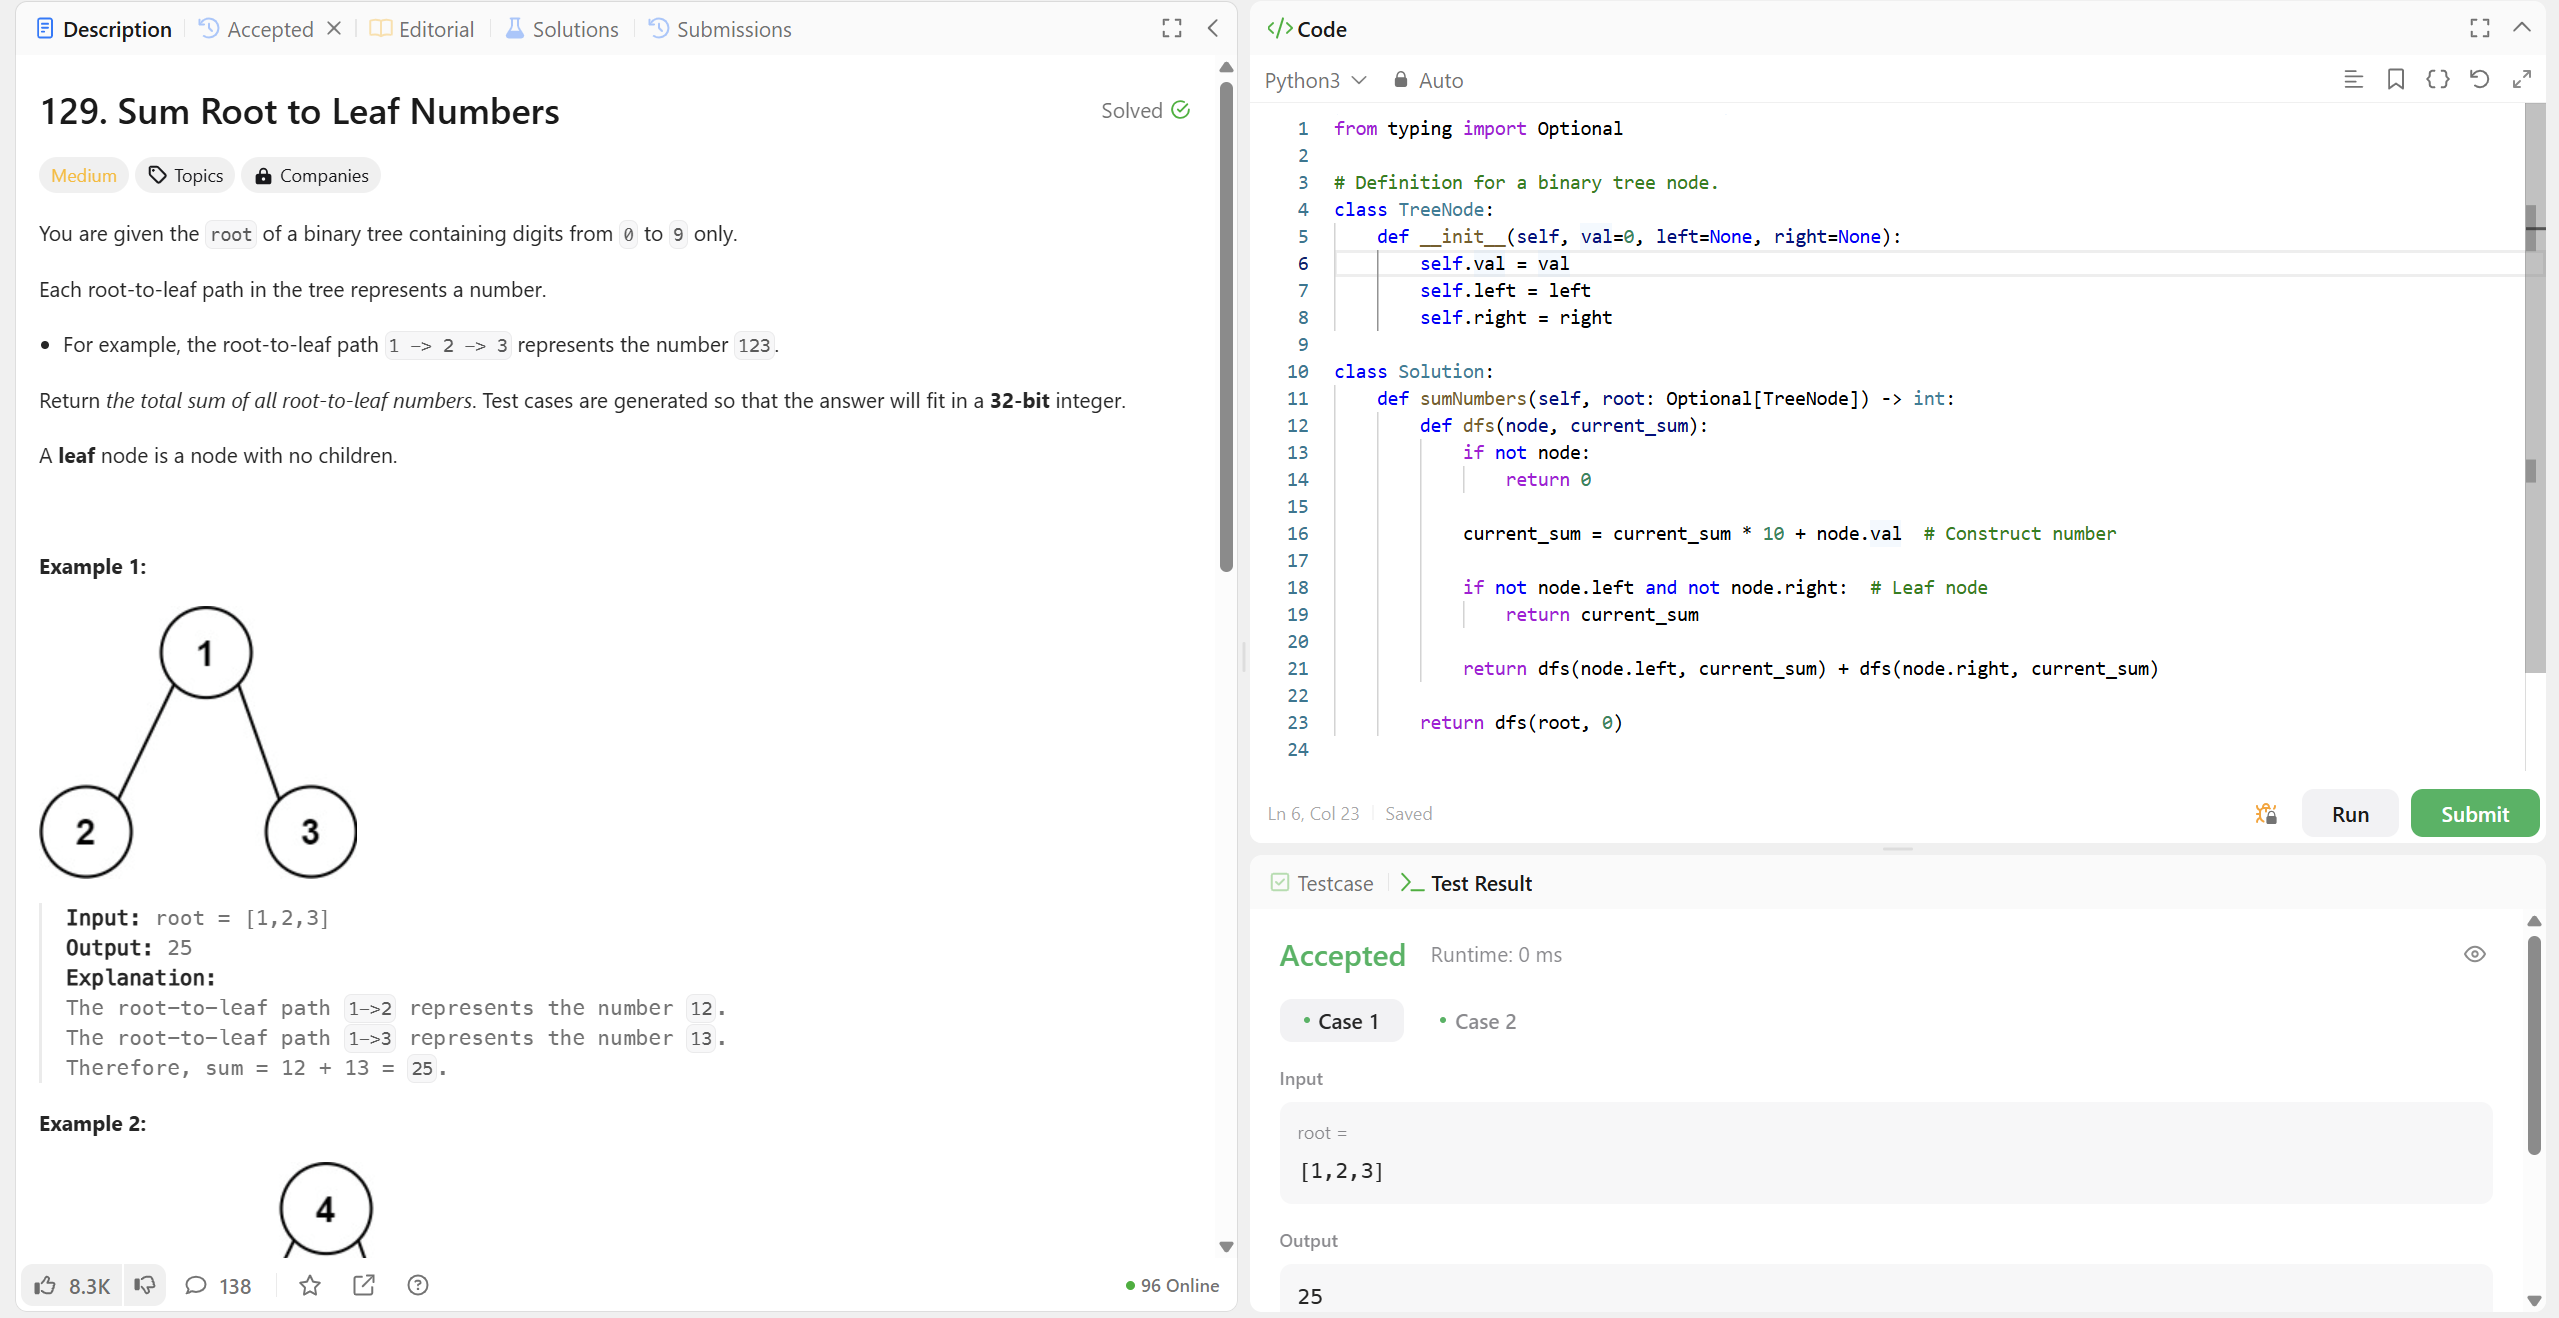 Description
Accepted
Editorial
Solutions
Submissions
129. Sum Root to Leaf Numbers
Solved
Medium
Topics
Companies
You are given the root of a binary tree containing digits from 0 to 9 only.
Each root-to-leaf path in the tree represents a number.
• For example, the root-to-leaf path 1 -> 2 -> 3 represents the number 123.
Return the total sum of all root-to-leaf numbers. Test cases are generated so that the answer will fit in a 32-bit integer.
A leaf node is a node with no children.
Example 1:
1
2
3
Input: root = [1,2,3]
Output: 25
Explanation:
The root-to-leaf path 1->2 represents the number 12.
The root-to-leaf path 1->3 represents the number 13.
Therefore, sum = 12 + 13 = 25.
Example 2:
4
8.3K
138
96 Online
</> Code
Python3
Auto
1 from typing import Optional
2
3 # Definition for a binary tree node.
4 class TreeNode:
5     def __init__(self, val=0, left=None, right=None):
6         self.val = val
7         self.left = left
8         self.right = right
9
10 class Solution:
11     def sumNumbers(self, root: Optional[TreeNode]) -> int:
12         def dfs(node, current_sum):
13             if not node:
14                 return 0
15
16             current_sum = current_sum * 10 + node.val  # Construct number
17
18             if not node.left and not node.right:  # Leaf node
19                 return current_sum
20
21             return dfs(node.left, current_sum) + dfs(node.right, current_sum)
22
23         return dfs(root, 0)
24
Ln 6, Col 23
Saved
Run
Submit
Testcase
Test Result
Accepted
Runtime: 0 ms
• Case 1
• Case 2
Input
root =
[1,2,3]
Output
25